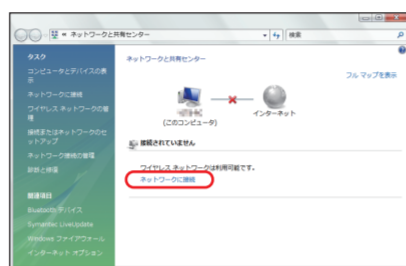 ネットワークと共有センター
検索
タスク
コンピュータとデバイスの表
示
ネットワークに接続
ワイヤレス ネットワークの管
理
接続またはネットワークのセ
ットアップ
ネットワーク接続の管理
診断と修復
関連項目
Bluetooth デバイス
Symantec LiveUpdate
Windows ファイアウォール
インターネット オプション
ネットワークと共有センター
フル マップを表示
(このコンピュータ)
インターネット
接続されていません
ワイヤレス ネットワークは利用可能です。
ネットワークに接続